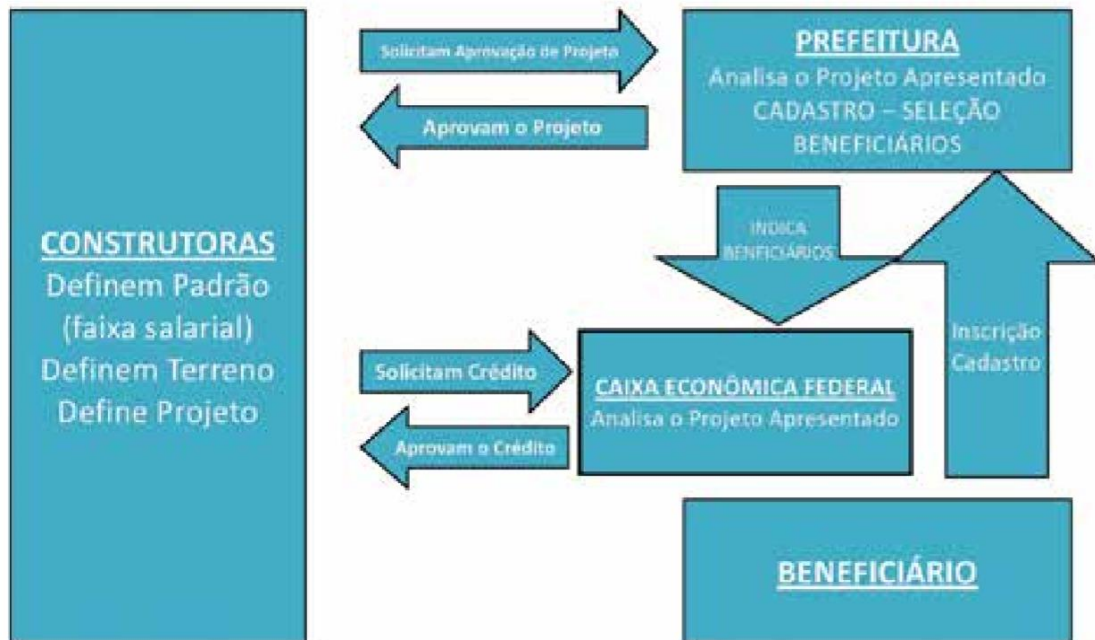 CONSTRUTORAS
Definem Padrão
(faixa salarial)
Definem Terreno
Define Projeto
Solicitam Aprovação de Projeto
Aprovam o Projeto
PREFEITURA
Analisa o Projeto Apresentado
CADASTRO – SELEÇÃO
BENEFICIÁRIOS
INDICA
BENEFICIÁRIOS
Inscrição
Cadastro
Solicitam Crédito
Aprovam o Crédito
CAIXA ECONÔMICA FEDERAL
Analisa o Projeto Apresentado
BENEFICIÁRIO